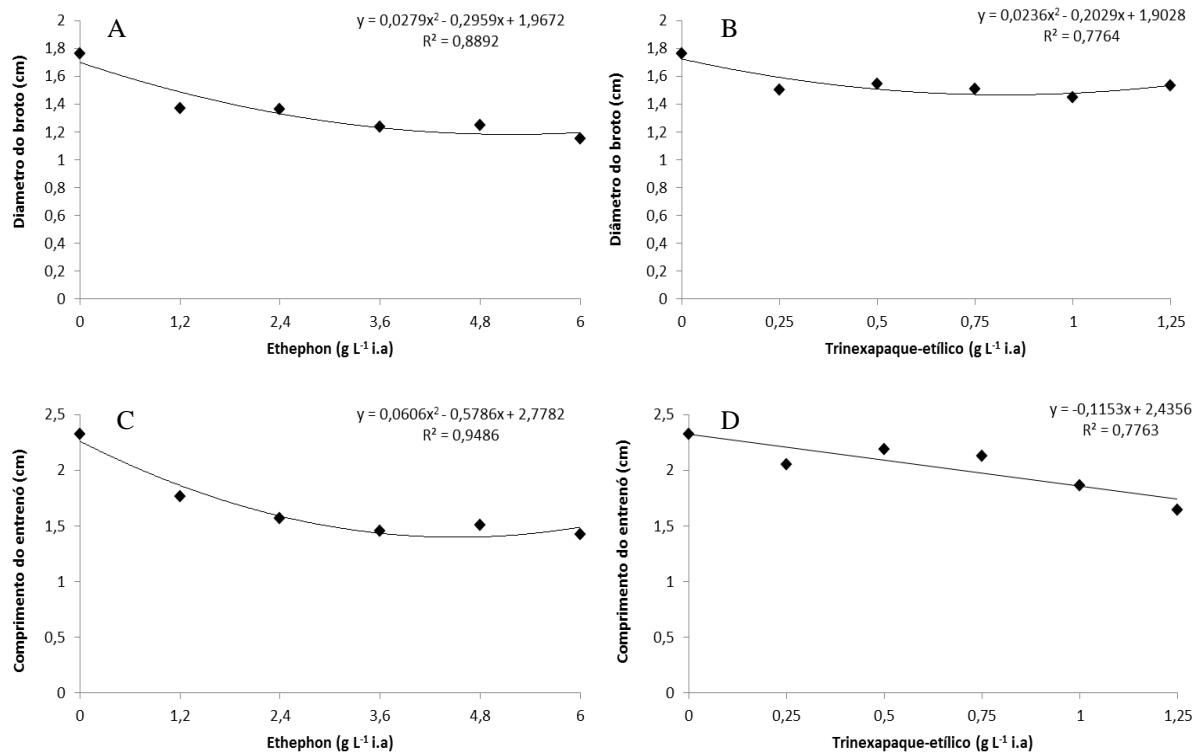 A
y = 0,0279x² - 0,2959x + 1,9672
R² = 0,8892
Diametro do broto (cm)
2
1,8
1,6
1,4
1,2
1
0,8
0,6
0,4
0,2
0
0 1,2 2,4 3,6 4,8 6
Ethephon (g L⁻¹ i.a)
B
y = 0,0236x² - 0,2029x + 1,9028
R² = 0,7764
Diâmetro do broto (cm)
2
1,8
1,6
1,4
1,2
1
0,8
0,6
0,4
0,2
0
0 0,25 0,5 0,75 1 1,25
Trinexapaque-etílico (g L⁻¹ i.a)
C
y = 0,0606x² - 0,5786x + 2,7782
R² = 0,9486
Comprimento do entrenó (cm)
2,5
2
1,5
1
0,5
0
0 1,2 2,4 3,6 4,8 6
Ethephon (g L⁻¹ i.a)
D
y = -0,1153x + 2,4356
R² = 0,7763
Comprimento do entrenó (cm)
2,5
2
1,5
1
0,5
0
0 0,25 0,5 0,75 1 1,25
Trinexapaque-etílico (g L⁻¹ i.a)